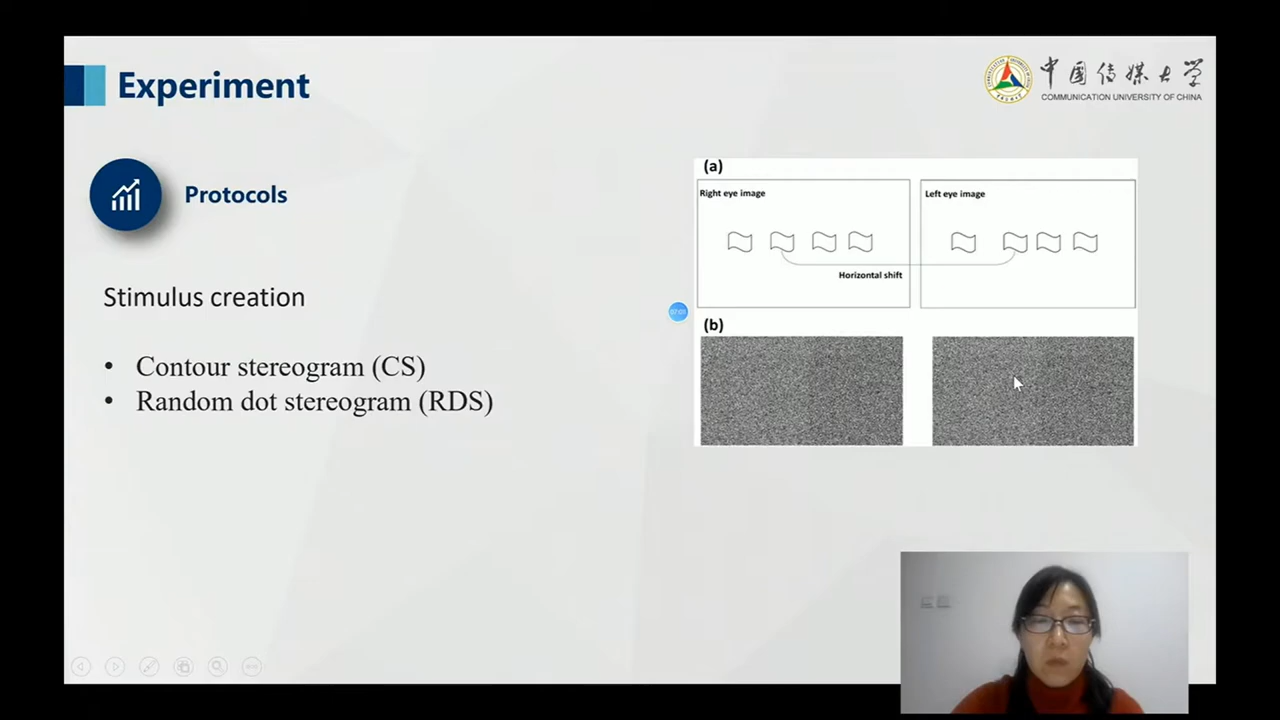 Experiment
中国传媒大学
COMMUNICATION UNIVERSITY OF CHINA
Protocols
Stimulus creation
• Contour stereogram (CS)
• Random dot stereogram (RDS)
(a)
Right eye image
Left eye image
Horizontal shift
(b)